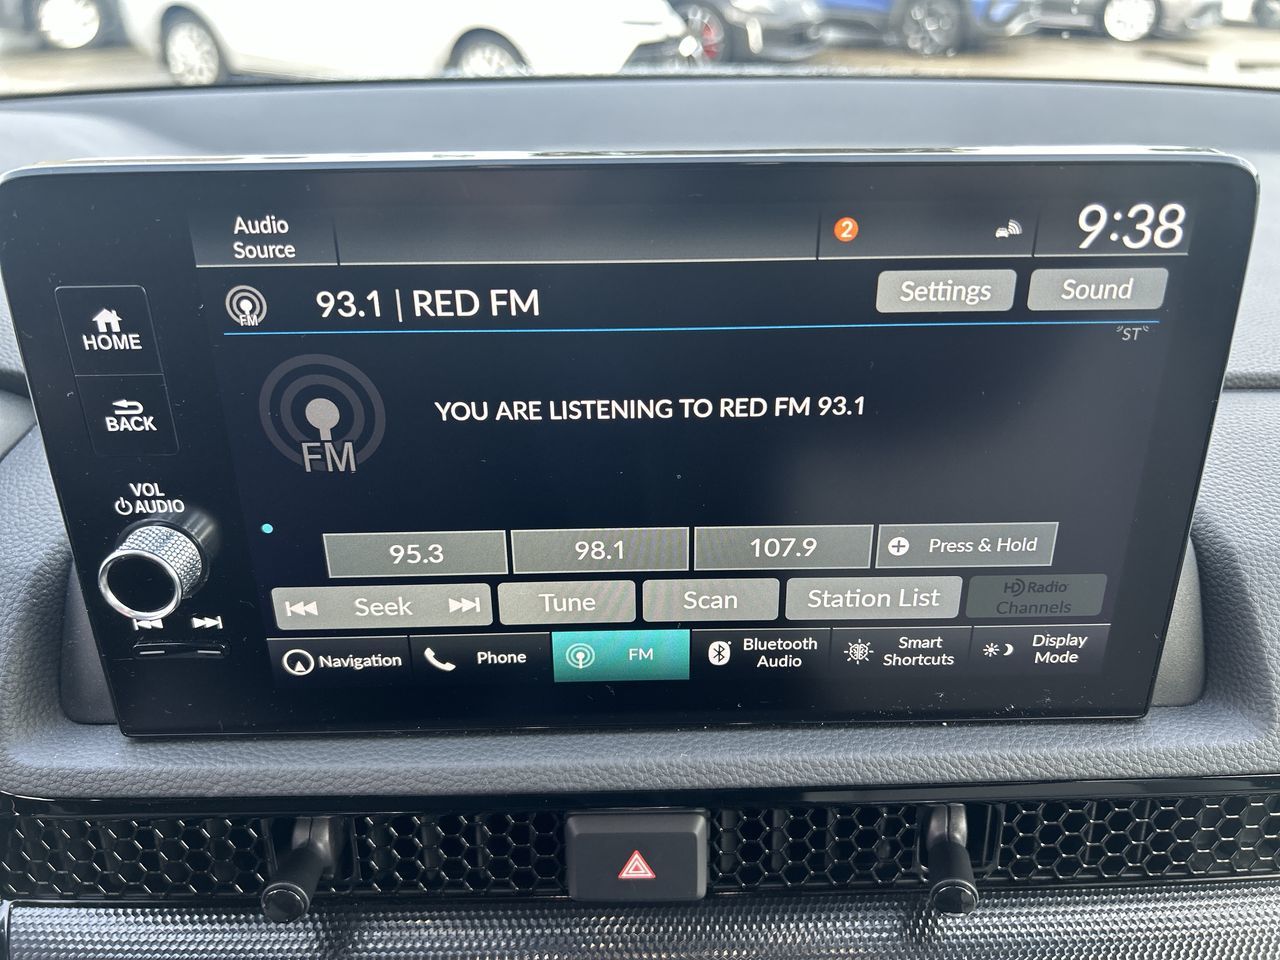 Audio
Source
2
9:38
FM
93.1 | RED FM
Settings
Sound
"ST"
HOME
BACK
YOU ARE LISTENING TO RED FM 93.1
FM
VOL
AUDIO
95.3
98.1
107.9
Press & Hold
Seek
Tune
Scan
Station List
HD Radio
Channels
Navigation
Phone
FM
Bluetooth
Audio
Smart
Shortcuts
Display
Mode